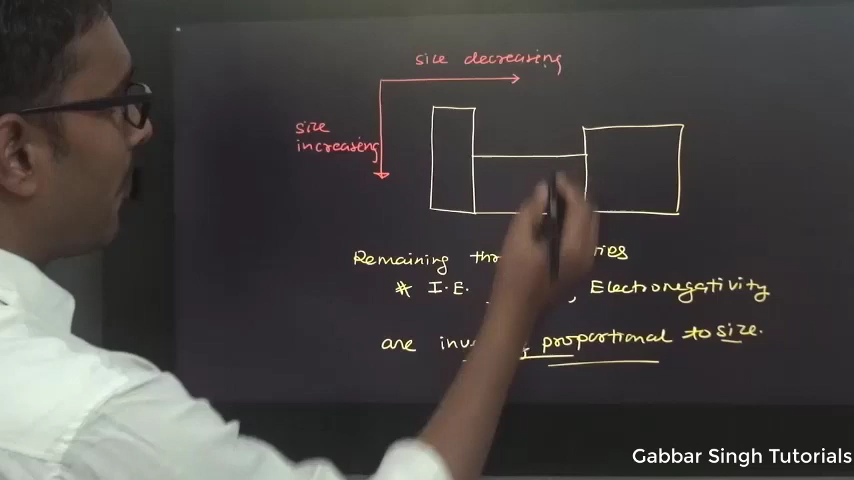 size decreasing
size
increasing
Remaining
# I.E. , Electronegativity
are proportional to size.
Gabbar Singh Tutorials